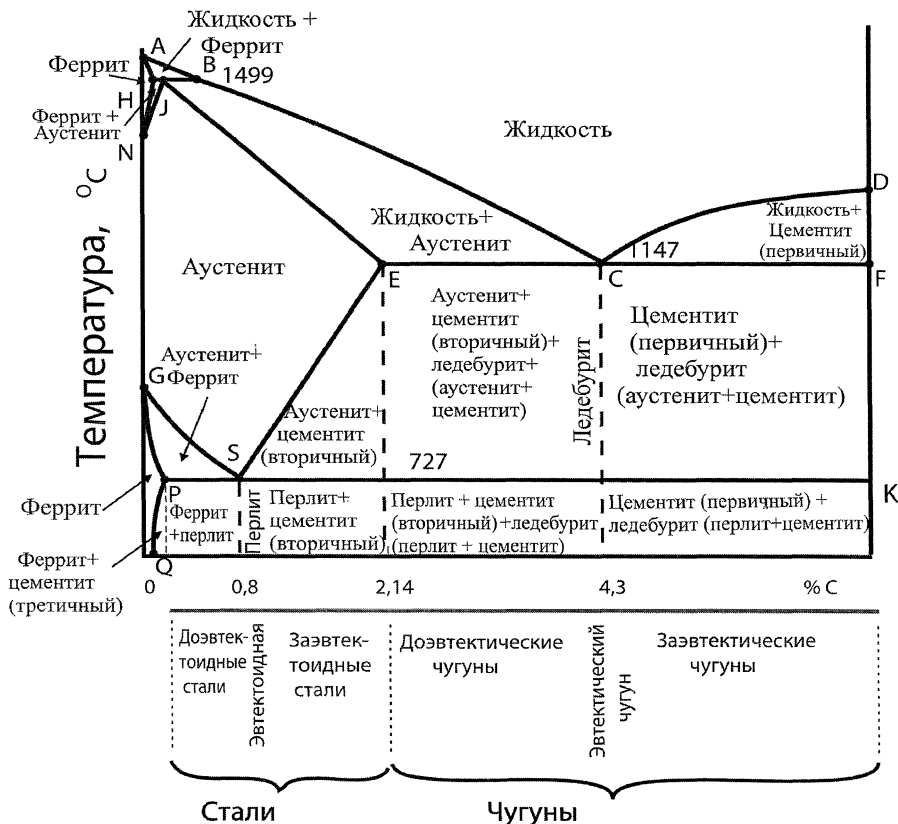 Жидкость +
Феррит
A
Феррит
B
1499
H
J
Феррит +
Аустенит
N
Жидкость
Температура, °C
D
Жидкость+
Цементит
(первичный)
Жидкость+
Аустенит
1147
Аустенит
E
C
F
Аустенит+
цементит
(вторичный)+
ледебурит+
(аустенит+
цементит)
Ледебурит
Цементит
(первичный)+
ледебурит
(аустенит+цементит)
Аустенит+
Феррит
G
Аустенит+
цементит
(вторичный)
S
727
P
K
Феррит
Феррит
+перлит
Перлит
Перлит+
цементит
(вторичный)
Перлит + цементит
(вторичный)+ледебурит
(перлит + цементит)
Цементит (первичный) +
ледебурит (перлит+цементит)
Феррит+
цементит
(третичный)
Q
0
0,8
2,14
4,3
% C
Доэвтек-
тоидные
стали
Эвтектоидная
Заэвтек-
тоидные
стали
Доэвтектические
чугуны
Эвтектический
чугун
Заэвтектические
чугуны
Стали
Чугуны